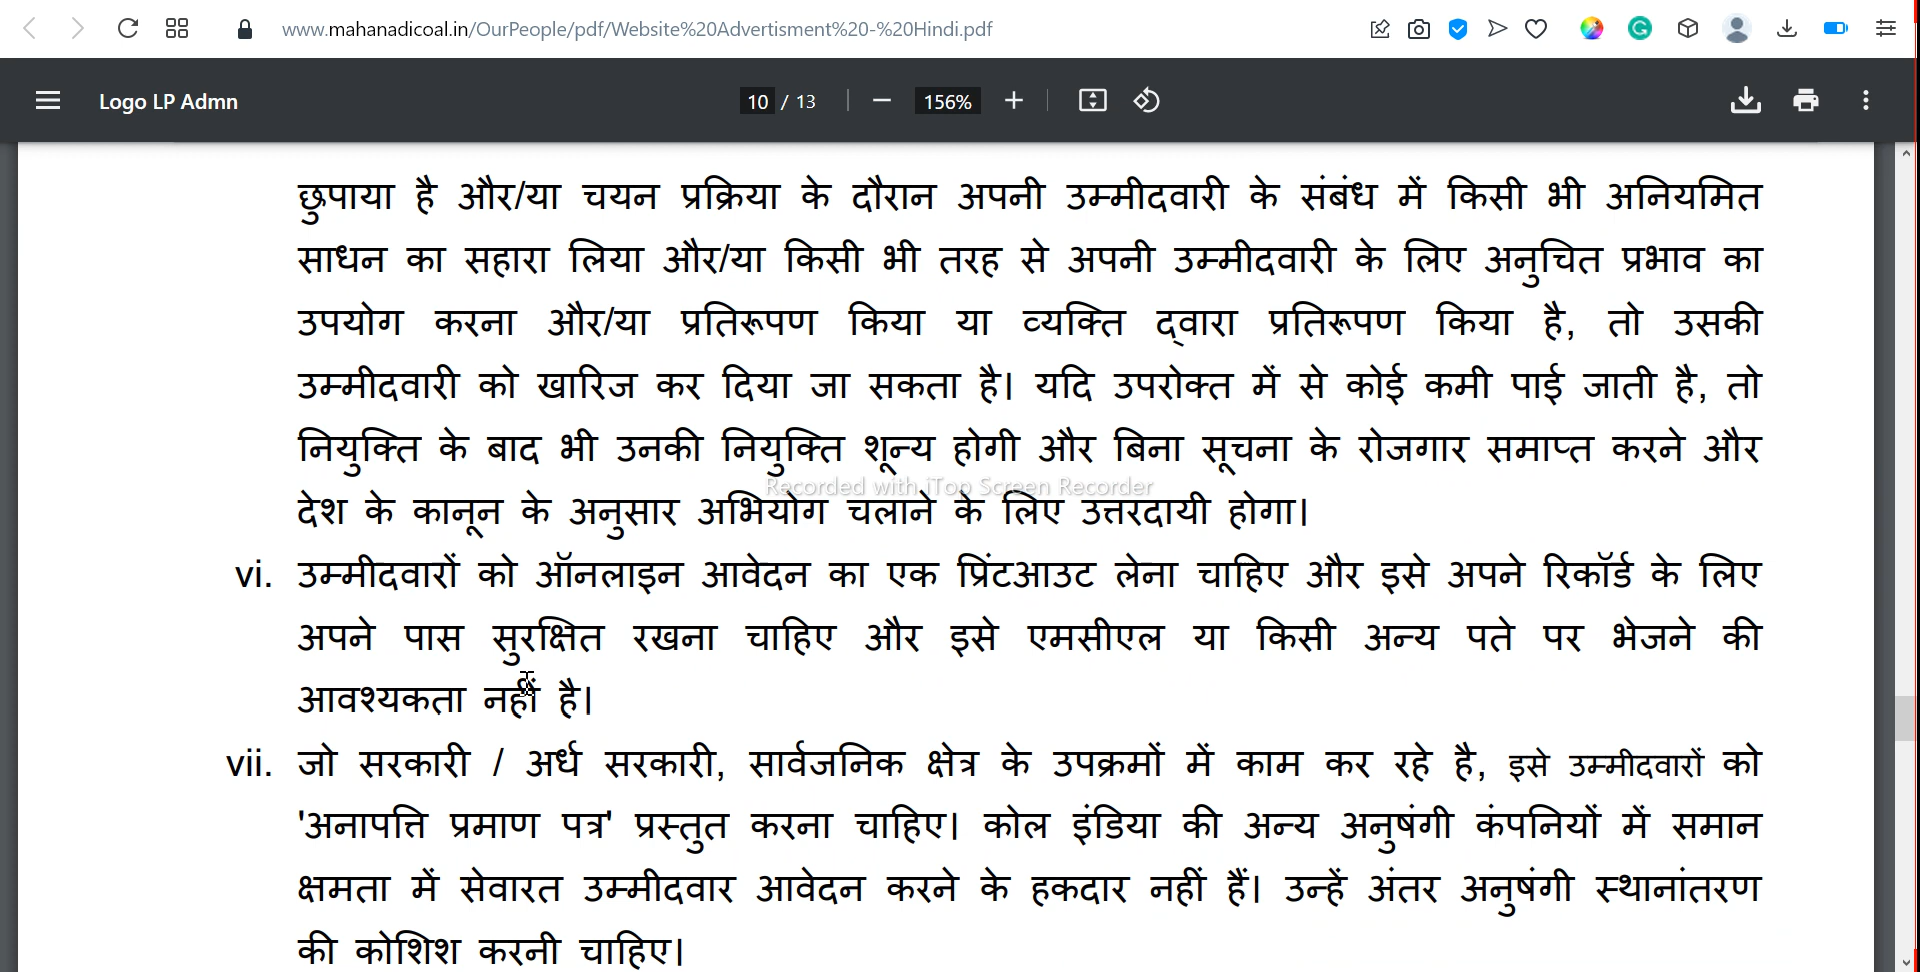 www.mahanadicoal.in/OurPeople/pdf/Website%20Advertisment%20-%20Hindi.pdf
Logo LP Admn
10 / 13
156%
छुपाया है और/या चयन प्रक्रिया के दौरान अपनी उम्मीदवारी के संबंध में किसी भी अनियमित
साधन का सहारा लिया और/या किसी भी तरह से अपनी उम्मीदवारी के लिए अनुचित प्रभाव का
उपयोग करना और/या प्रतिरूपण किया या व्यक्ति द्वारा प्रतिरूपण किया है, तो उसकी
उम्मीदवारी को खारिज कर दिया जा सकता है। यदि उपरोक्त में से कोई कमी पाई जाती है, तो
नियुक्ति के बाद भी उनकी नियुक्ति शून्य होगी और बिना सूचना के रोजगार समाप्त करने और
Recorded with iTop Screen Recorder
देश के कानून के अनुसार अभियोग चलाने के लिए उत्तरदायी होगा।
vi. उम्मीदवारों को ऑनलाइन आवेदन का एक प्रिंटआउट लेना चाहिए और इसे अपने रिकॉर्ड के लिए
अपने पास सुरक्षित रखना चाहिए और इसे एमसीएल या किसी अन्य पते पर भेजने की
आवश्यकता नहीं है।
vii. जो सरकारी / अर्ध सरकारी, सार्वजनिक क्षेत्र के उपक्रमों में काम कर रहे है, इसे उम्मीदवारों को
'अनापत्ति प्रमाण पत्र' प्रस्तुत करना चाहिए। कोल इंडिया की अन्य अनुषंगी कंपनियों में समान
क्षमता में सेवारत उम्मीदवार आवेदन करने के हकदार नहीं हैं। उन्हें अंतर अनुषंगी स्थानांतरण
की कोशिश करनी चाहिए।